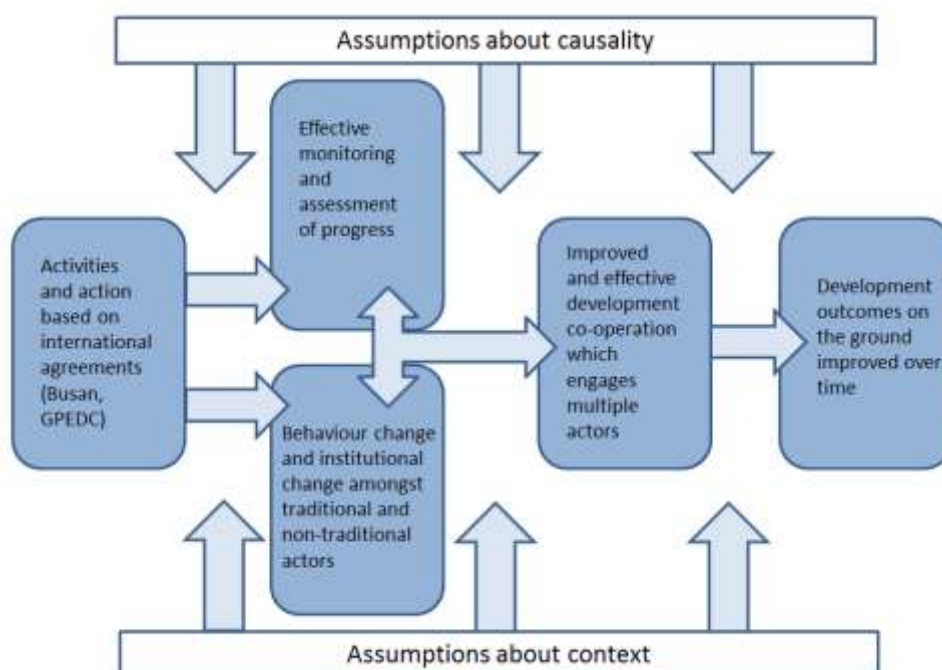 Assumptions about causality
Effective
monitoring
and
assessment
of progress
Activities
and action
based on
international
agreements
(Busan,
GPEDC)
Behaviour change
and institutional
change amongst
traditional and
non-traditional
actors
Improved
and effective
development
co-operation
which
engages
multiple
actors
Development
outcomes on
the ground
improved over
time
Assumptions about context